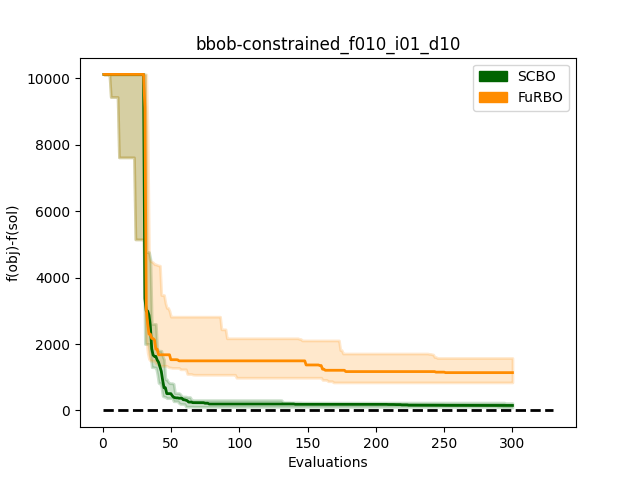 bbob-constrained_f010_i01_d10
SCBO
FuRBO
f(obj)-f(sol)
10000
8000
6000
4000
2000
0
0 50 100 150 200 250 300
Evaluations